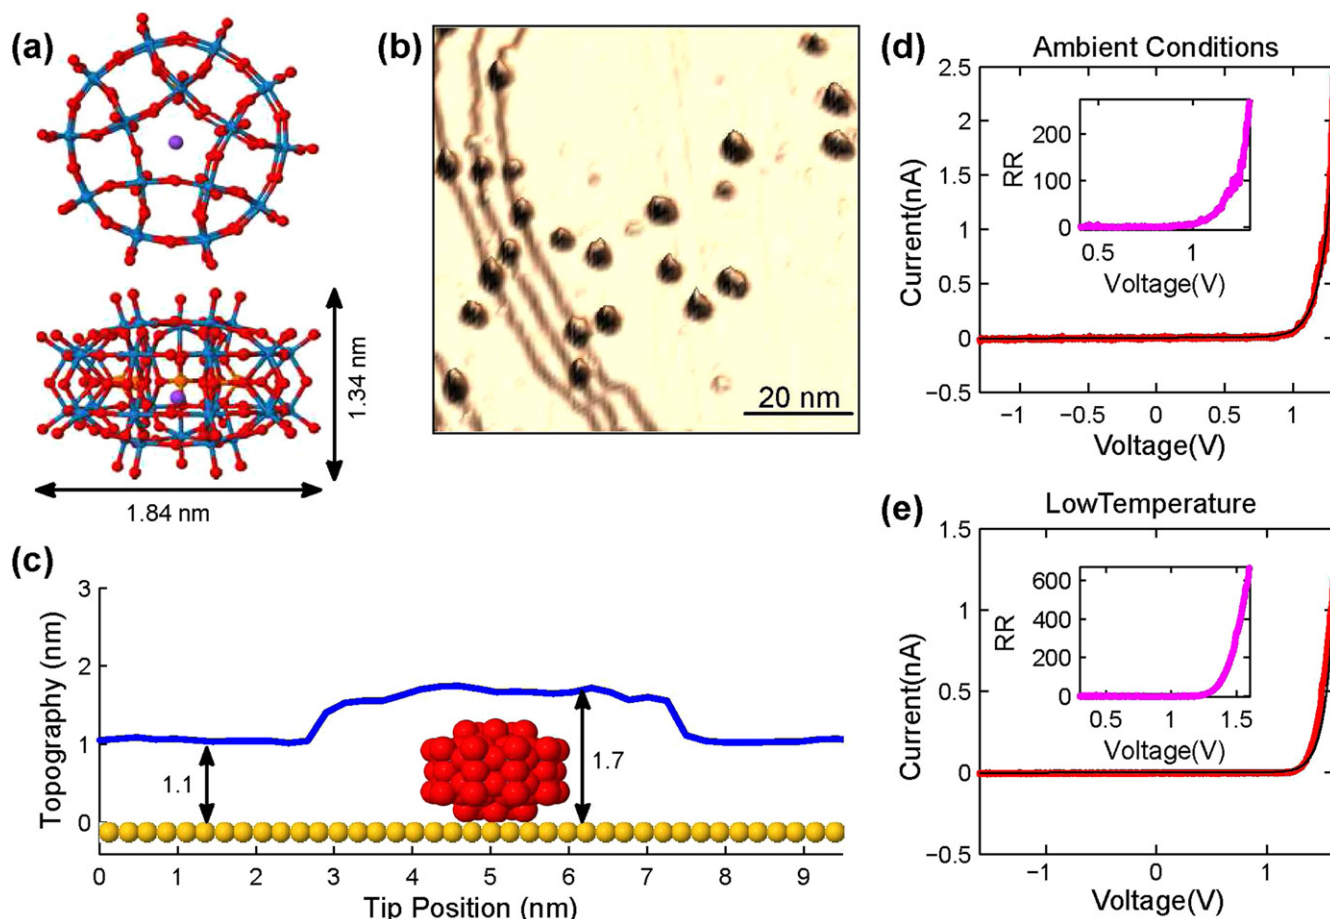 (a)
1.34 nm
1.84 nm
(b)
20 nm
(c)
Topography (nm)
3
2
1
0
1.1
1.7
0 1 2 3 4 5 6 7 8 9
Tip Position (nm)
(d)
Ambient Conditions
Current(nA)
2.5
2
1.5
1
0.5
0
−0.5
−1 −0.5 0 0.5 1
Voltage(V)
RR
200
100
0
0.5 1
Voltage(V)
(e)
LowTemperature
Current(nA)
1.5
1
0.5
0
−0.5
−1 0 1
Voltage(V)
RR
600
400
200
0
0.5 1 1.5
Voltage(V)